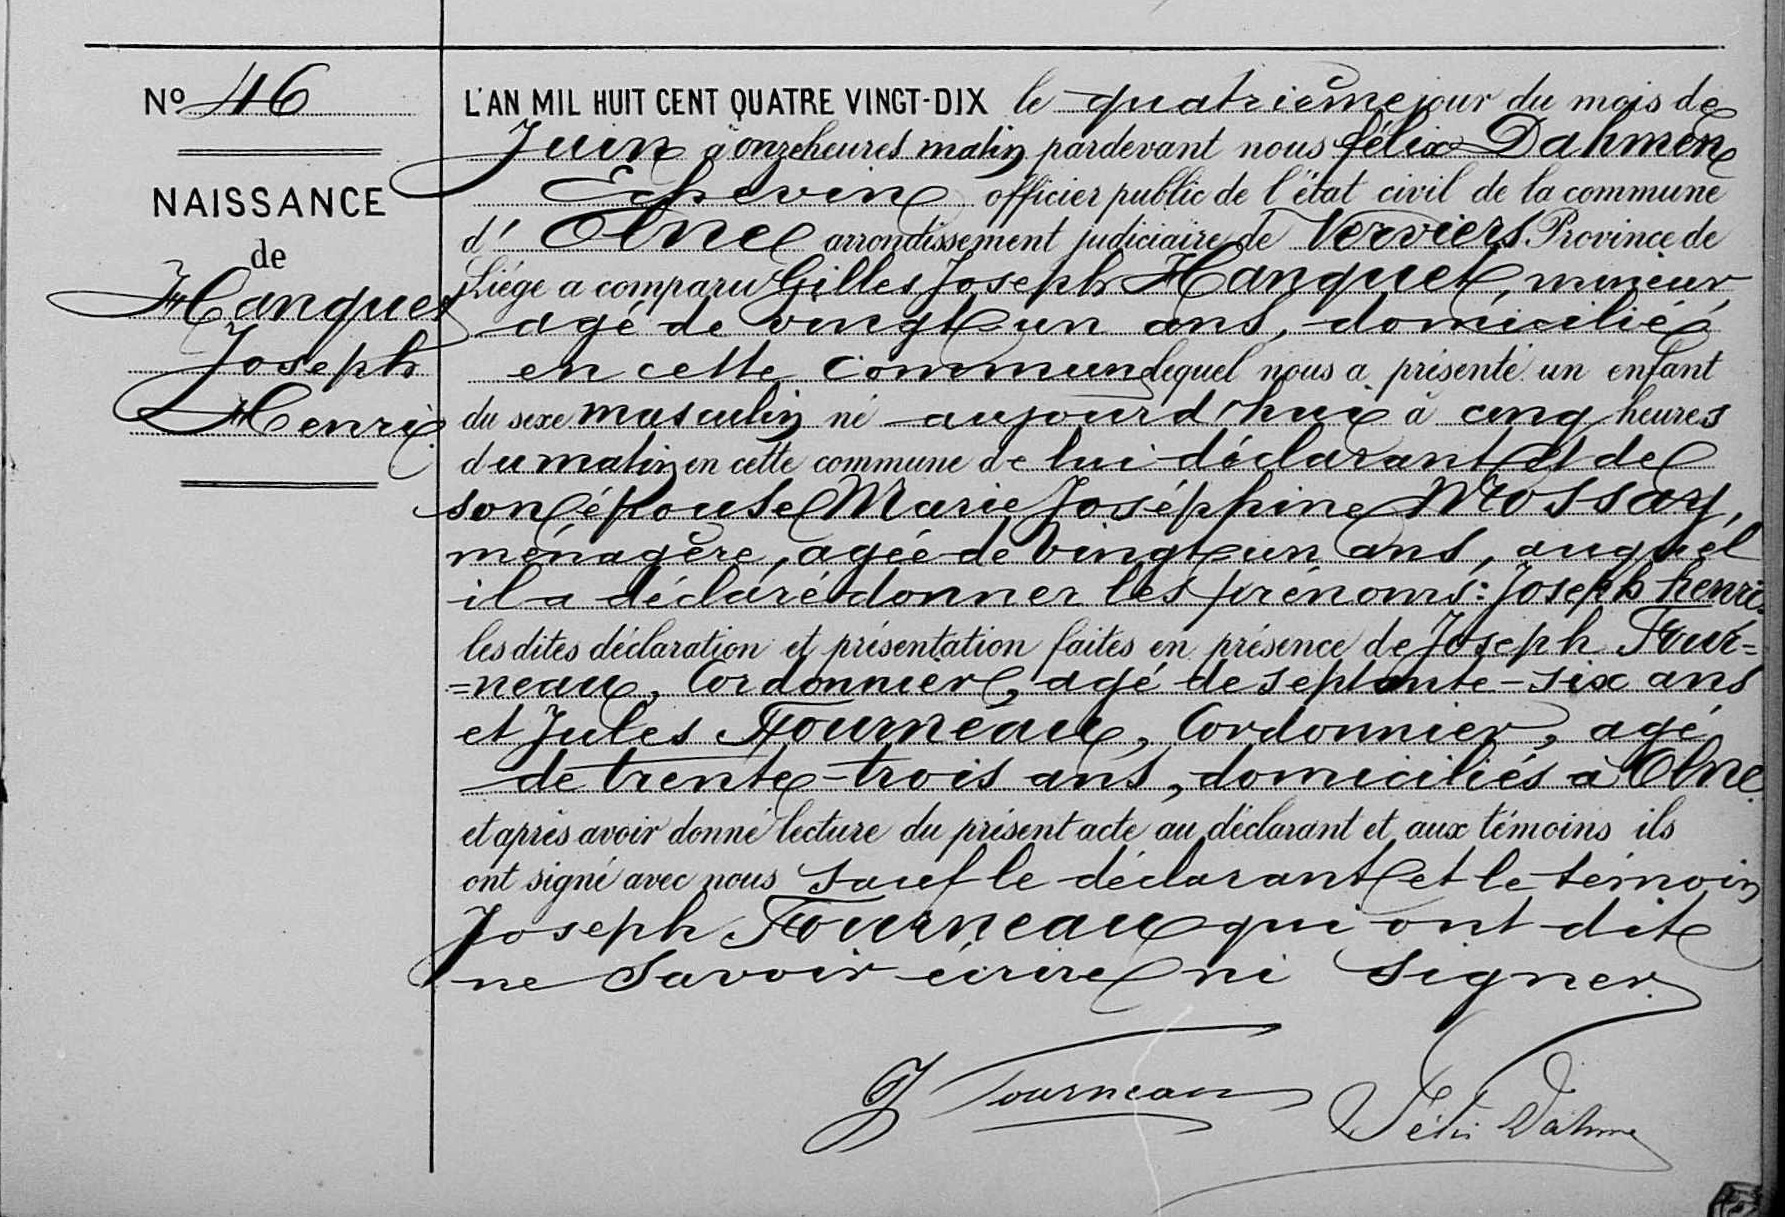 Nº 46
NAISSANCE
de
Hanquet
Joseph
Henri
L'AN MIL HUIT CENT QUATRE VINGT-DIX le quatrième jour du mois de
Juin à onze heures matin pardevant nous félix Dahmen
Echevin officier public de l'état civil de la commune
d' Olne arrondissement judiciaire de Verviers Province de
Liége a comparu Gilles Joseph Hanquet, mineur,
agé de vingt un ans, domicilié
en cette commune lequel nous a présenté un enfant
du sexe masculin né aujourd'hui à cinq heures
du matin en cette commune de lui déclarant et de
son épouse Marie Joséphine Mossay,
ménagère, agée de vingt un ans, auquel
il a déclaré donner les prénoms: Joseph henri.
les dites déclaration et présentation faites en présence de Joseph Four=
=neau, Cordonnier, agé de septante-six ans
et Jules Fourneau, Cordonnier, agé
de trente-trois ans, domiciliés à Olne.
et après avoir donné lecture du présent acte au déclarant et aux témoins ils
ont signé avec nous sauf le déclarant et le témoin
Joseph Fourneau qui ont dit
ne savoir écrire ni signer.
J Fourneau Félix Dahmen